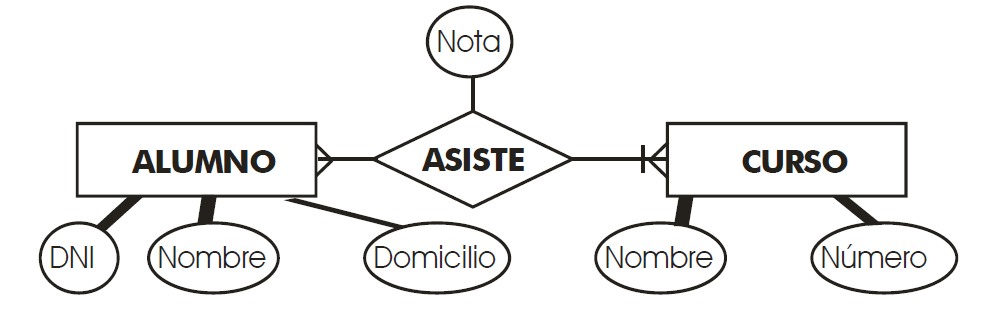 Nota
ALUMNO
ASISTE
CURSO
DNI
Nombre
Domicilio
Nombre
Número